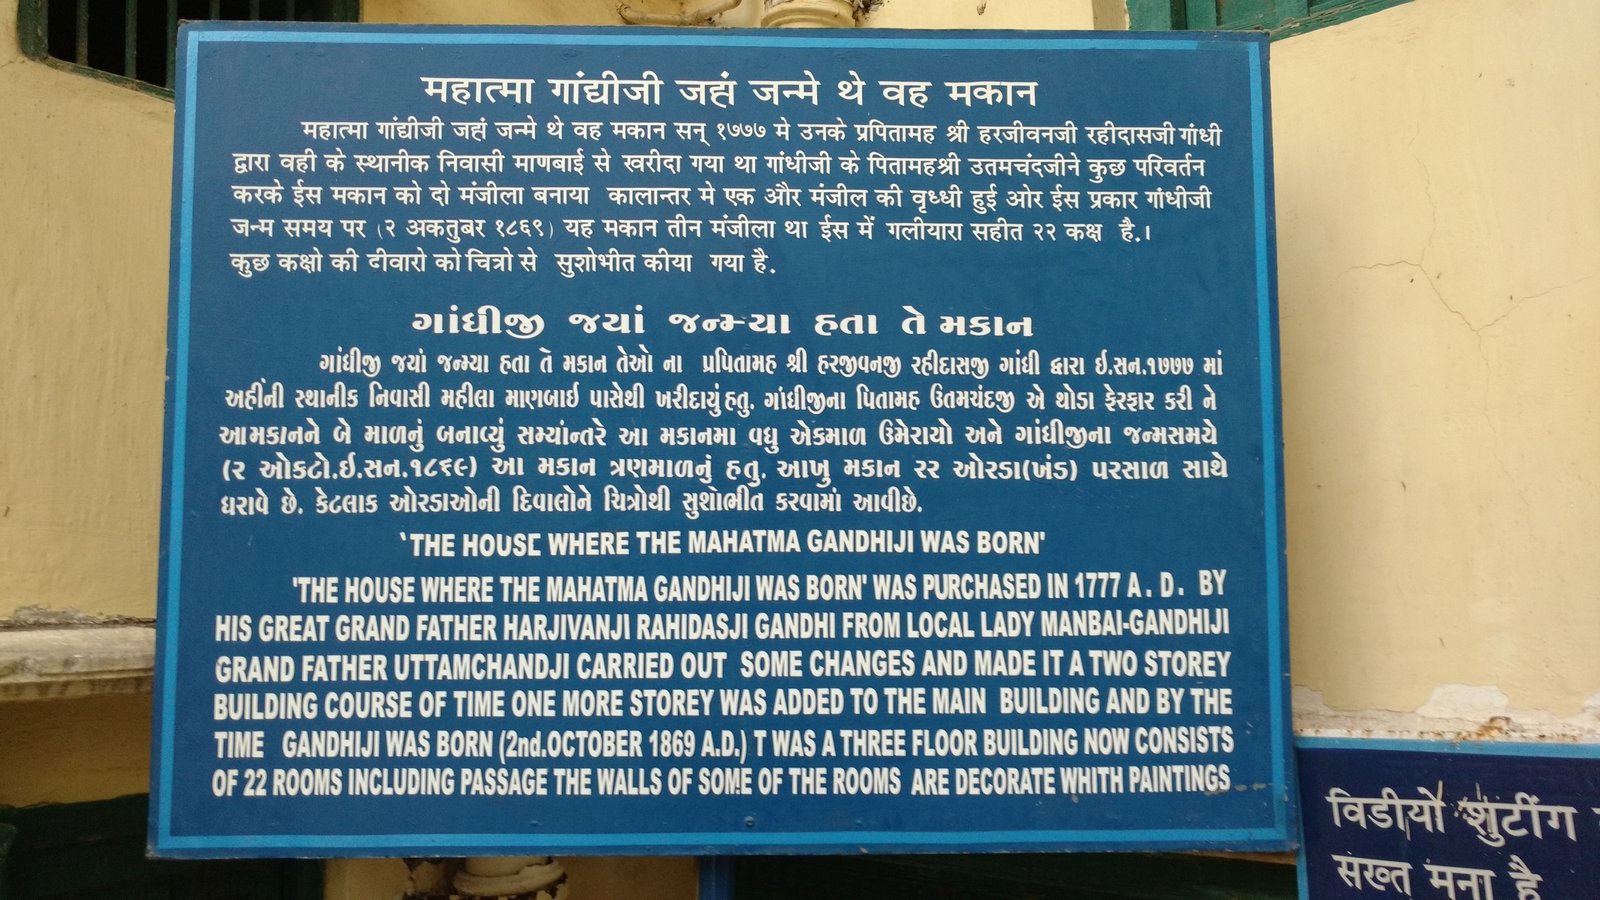 महात्मा गांधीजी जहां जन्मे थे वह मकान
महात्मा गांधीजी जहां जन्मे थे वह मकान सन् १७७७ मे उनके प्रपितामह श्री हरजीवनजी रहीदासजी गांधी
द्वारा वही के स्थानीक निवासी माणबाई से खरीदा गया था गांधीजी के पितामहश्री उतमचंदजीने कुछ परिवर्तन
करके ईस मकान को दो मंजीला बनाया कालान्तर मे एक और मंजील की वृध्धी हुई ओर ईस प्रकार गांधीजी
जन्म समय पर (२ अकतुबर १८६९) यह मकान तीन मंजीला था ईस में गलीयारा सहीत २२ कक्ष है.।
कुछ कक्षो की दीवारो को चित्रो से सुशोभीत कीया गया है.
ગાંધીજી જયાં જન્મ્યા હતા તે મકાન
ગાંધીજી જયાં જન્મ્યા હતા તે મકાન તેઓ ના પ્રપિતામહ શ્રી હરજીવનજી રહીદાસજી ગાંધી દ્વારા ઇ.સન.૧૭૭૭ માં
અહીંની સ્થાનીક નિવાસી મહીલા માણબાઇ પાસેથી ખરીદાયું હતુ. ગાંધીજીના પિતામહ ઉતમચંદજી એ થોડા ફેરફાર કરી ને
આમકાનને બે માળનું બનાવ્યું સમ્યાંન્તરે આ મકાનમા વધુ એકમાળ ઉમેરાયો અને ગાંધીજીના જન્મસમયે
(૨ ઓકટો.ઇ.સન.૧૮૬૯) આ મકાન ત્રણમાળનું હતુ. આખુ મકાન ૨૨ ઓરડા(ખંડ) પરસાળ સાથે
ધરાવે છે. કેટલાક ઓરડાઓની દિવાલોને ચિત્રોથી સુશોભીત કરવામાં આવીછે.
'THE HOUSE WHERE THE MAHATMA GANDHIJI WAS BORN'
'THE HOUSE WHERE THE MAHATMA GANDHIJI WAS BORN' WAS PURCHASED IN 1777 A . D . BY
HIS GREAT GRAND FATHER HARJIVANJI RAHIDASJI GANDHI FROM LOCAL LADY MANBAI-GANDHIJI
GRAND FATHER UTTAMCHANDJI CARRIED OUT SOME CHANGES AND MADE IT A TWO STOREY
BUILDING COURSE OF TIME ONE MORE STOREY WAS ADDED TO THE MAIN BUILDING AND BY THE
TIME GANDHIJI WAS BORN (2nd.OCTOBER 1869 A.D.) T WAS A THREE FLOOR BUILDING NOW CONSISTS
OF 22 ROOMS INCLUDING PASSAGE THE WALLS OF SOME OF THE ROOMS ARE DECORATE WHITH PAINTINGS
विडीयो शुटींग
सख्त मना है